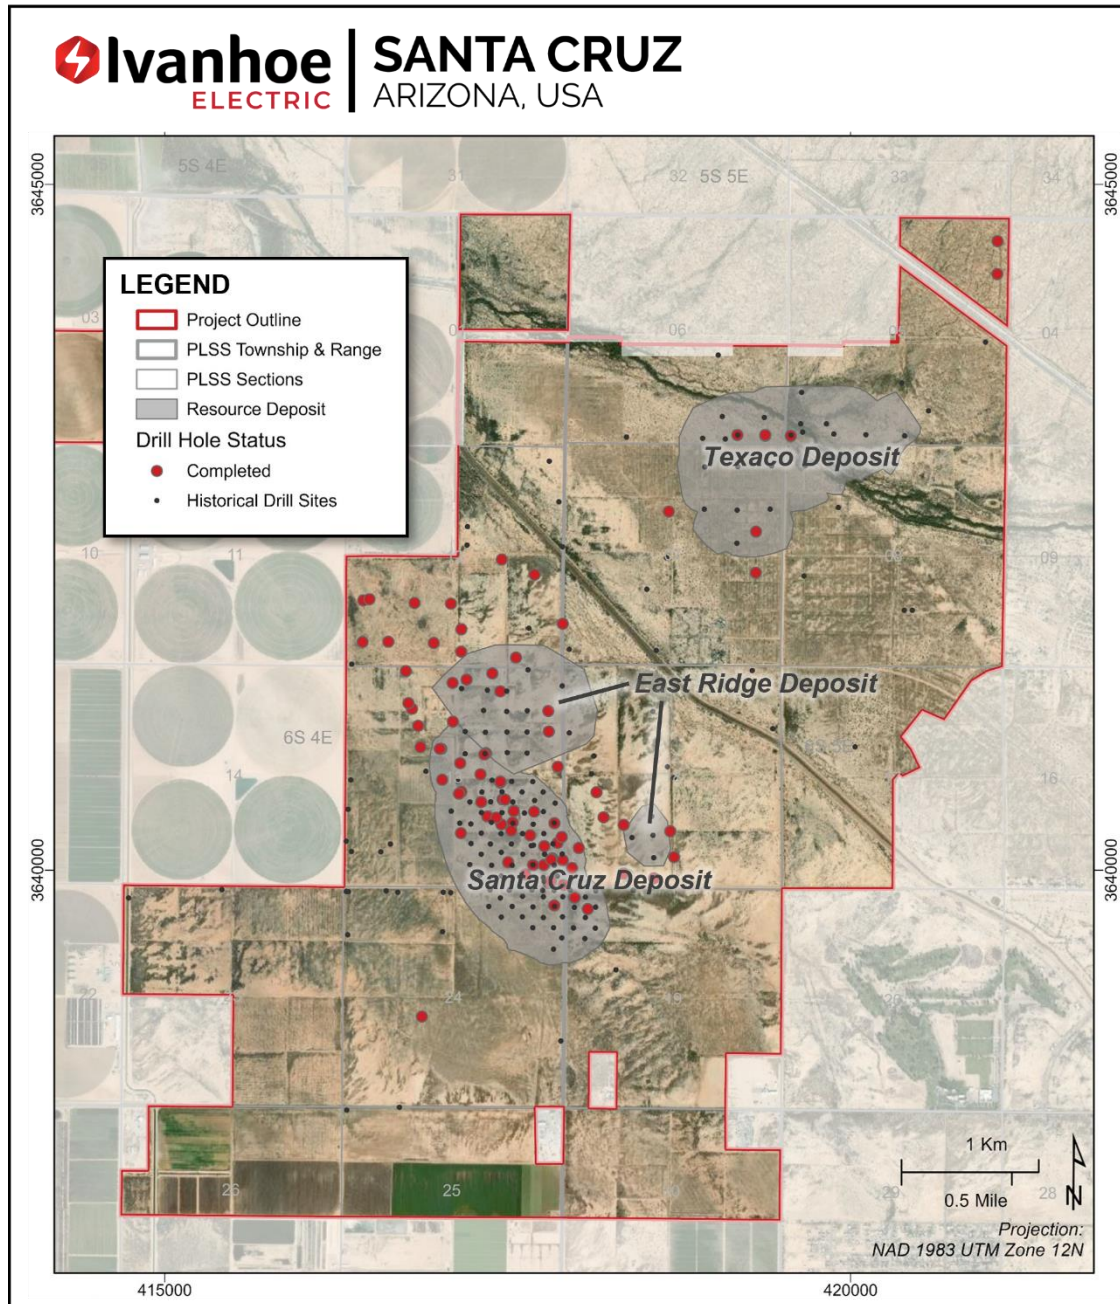 Ivanhoe
ELECTRIC
SANTA CRUZ
ARIZONA, USA
3645000
3645000
5S 4E
31
32
5S 5E
33
34
LEGEND
Project Outline
PLSS Township & Range
PLSS Sections
Resource Deposit
Drill Hole Status
Completed
Historical Drill Sites
03
06
04
Texaco Deposit
10
11
09
East Ridge Deposit
6S 4E
14
16
3640000
3640000
Santa Cruz Deposit
22
24
19
26
25
29
28
1 Km
0.5 Mile
N
Projection:
NAD 1983 UTM Zone 12N
415000
420000